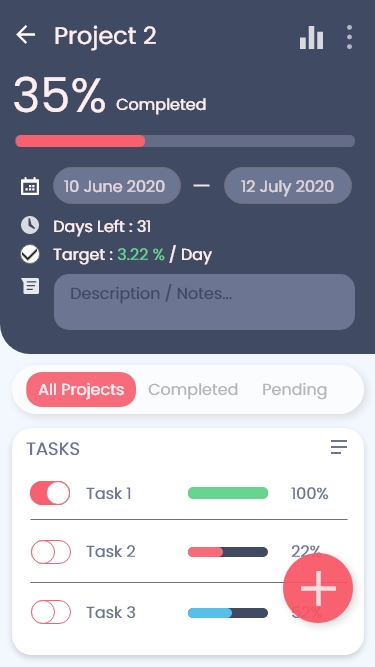 Project 2
35% Completed
10 June 2020 — 12 July 2020
Days Left : 31
Target : 3.22 % / Day
Description / Notes...
All Projects Completed Pending
TASKS
Task 1 100%
Task 2 22%
Task 3 52%